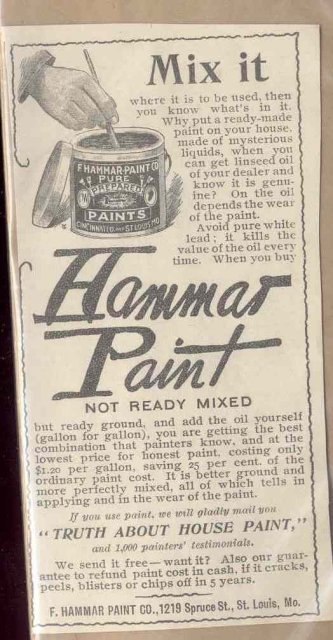 Mix it
where it is to be used, then
you know what's in it.
Why put a ready-made
paint on your house,
made of mysterious
liquids, when you
can get linseed oil
of your dealer and
know it is genu-
ine? On the oil
depends the wear
of the paint.
Avoid pure white
lead; it kills the
value of the oil every
time. When you buy
F. HAMMAR PAINT CO
PURE
PREPARED
PAINTS
CINCINNATI, O. AND ST LOUIS, MO
Hammar
Paint
NOT READY MIXED
but ready ground, and add the oil yourself
(gallon for gallon), you are getting the best
combination that painters know, and at the
lowest price for honest paint, costing only
$1.20 per gallon, saving 25 per cent. of the
ordinary paint cost. It is better ground and
more perfectly mixed, all of which tells in
applying and in the wear of the paint.
If you use paint, we will gladly mail you
"TRUTH ABOUT HOUSE PAINT,"
and 1,000 painters' testimonials.
We send it free—want it? Also our guar-
antee to refund paint cost in cash, if it cracks,
peels, blisters or chips off in 5 years.
F. HAMMAR PAINT CO., 1219 Spruce St., St. Louis, Mo.